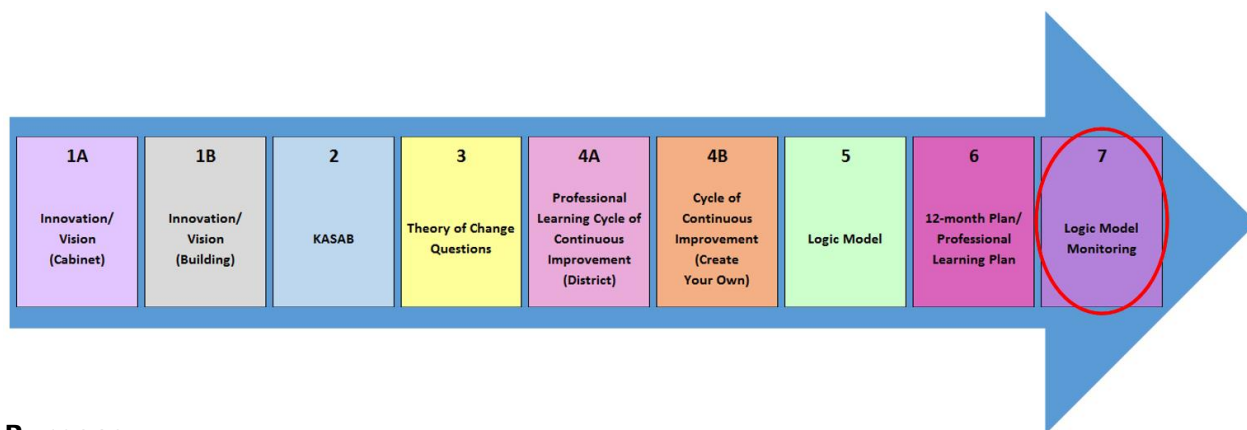 1A
Innovation/
Vision
(Cabinet)
1B
Innovation/
Vision
(Building)
2
KASAB
3
Theory of Change
Questions
4A
Professional
Learning Cycle of
Continuous
Improvement
(District)
4B
Cycle of
Continuous
Improvement
(Create
Your Own)
5
Logic Model
6
12-month Plan/
Professional
Learning Plan
7
Logic Model
Monitoring